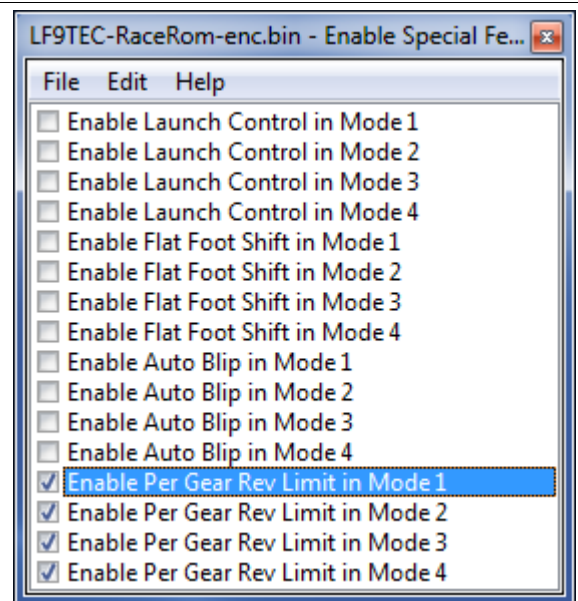 LF9TEC-RaceRom-enc.bin - Enable Special Fe...
File Edit Help
Enable Launch Control in Mode 1
Enable Launch Control in Mode 2
Enable Launch Control in Mode 3
Enable Launch Control in Mode 4
Enable Flat Foot Shift in Mode 1
Enable Flat Foot Shift in Mode 2
Enable Flat Foot Shift in Mode 3
Enable Flat Foot Shift in Mode 4
Enable Auto Blip in Mode 1
Enable Auto Blip in Mode 2
Enable Auto Blip in Mode 3
Enable Auto Blip in Mode 4
Enable Per Gear Rev Limit in Mode 1
Enable Per Gear Rev Limit in Mode 2
Enable Per Gear Rev Limit in Mode 3
Enable Per Gear Rev Limit in Mode 4